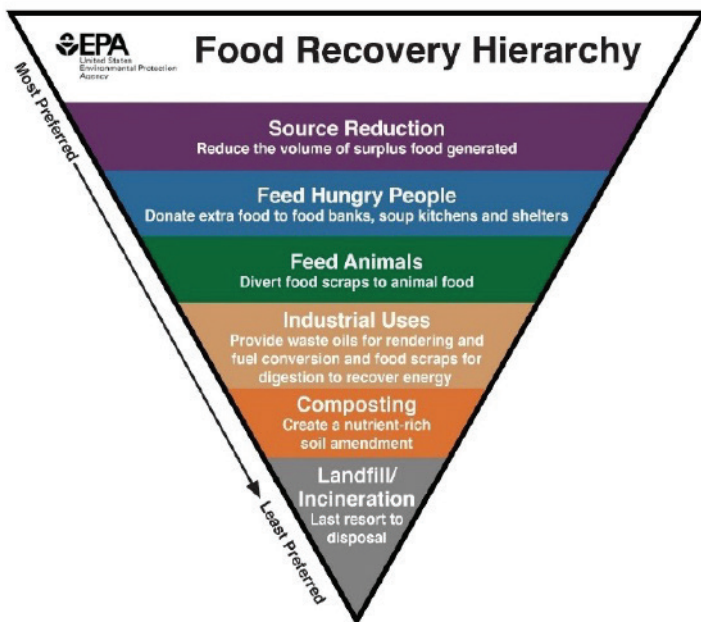 EPA
United States
Environmental Protection
Agency
Food Recovery Hierarchy
Most Preferred
Source Reduction
Reduce the volume of surplus food generated
Feed Hungry People
Donate extra food to food banks, soup kitchens and shelters
Feed Animals
Divert food scraps to animal food
Industrial Uses
Provide waste oils for rendering and
fuel conversion and food scraps for
digestion to recover energy
Composting
Create a nutrient-rich
soil amendment
Landfill/
Incineration
Last resort to
disposal
Least Preferred